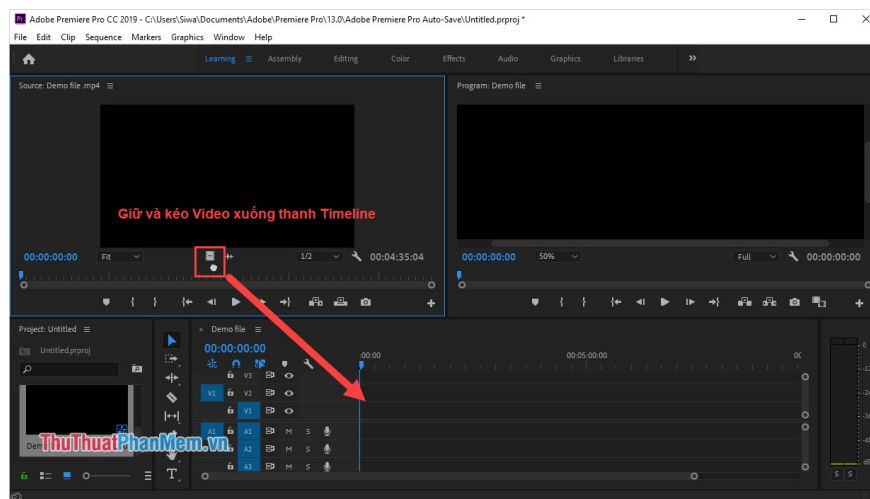 Adobe Premiere Pro CC 2019 - C:\Users\Siwa\Documents\Adobe\Premiere Pro\13.0\Adobe Premiere Pro Auto-Save\Untitled.prproj *
File Edit Clip Sequence Markers Graphics Window Help
Learning Assembly Editing Color Effects Audio Graphics Libraries
Source: Demo file .mp4
Program: Demo file
Giữ và kéo Video xuống thanh Timeline
00:00:00:00 Fit 1/2 00:04:35:04
00:00:00:00 50% Full 00:00:00:00
Project: Untitled
Untitled.prproj
Demo file
00:00:00:00
:00:00 00:05:00:00
V3
V1 V2
V1
A1 A1 M S
A2 M S
A3 M S
ThuThuatPhanMem.vn
S S